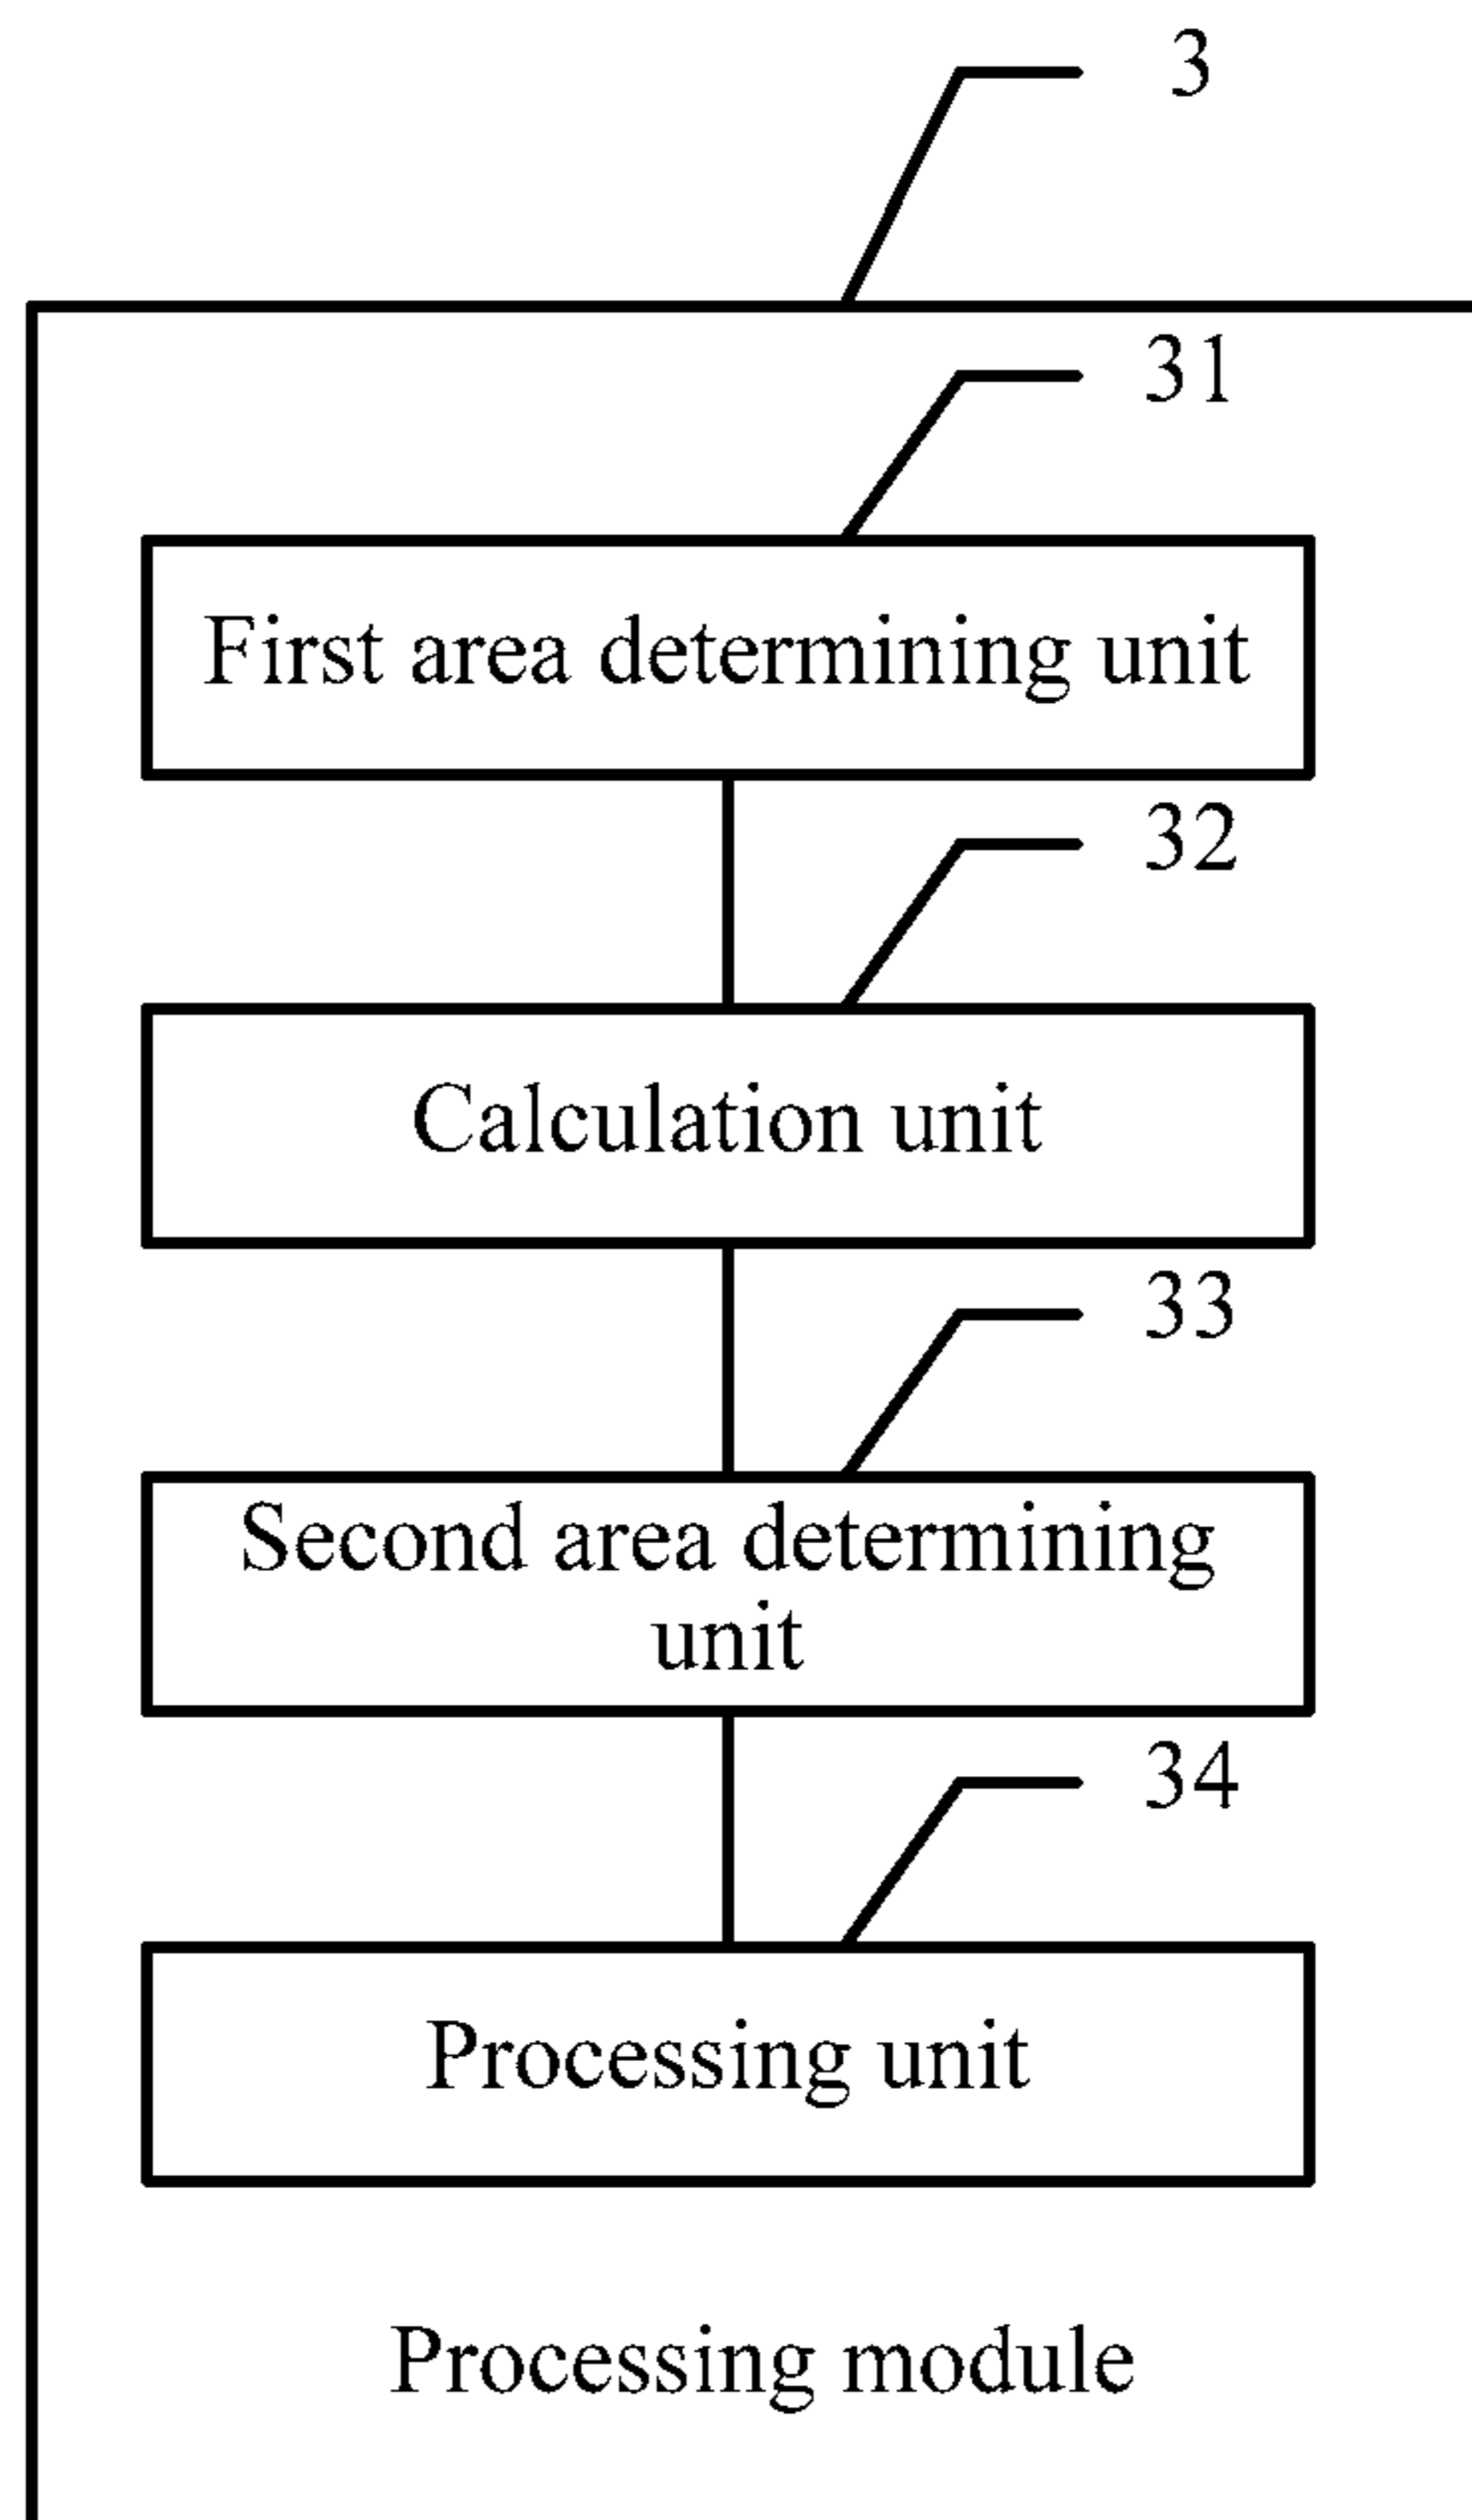 3
31
First area determining unit
32
Calculation unit
33
Second area determining
unit
34
Processing unit
Processing module